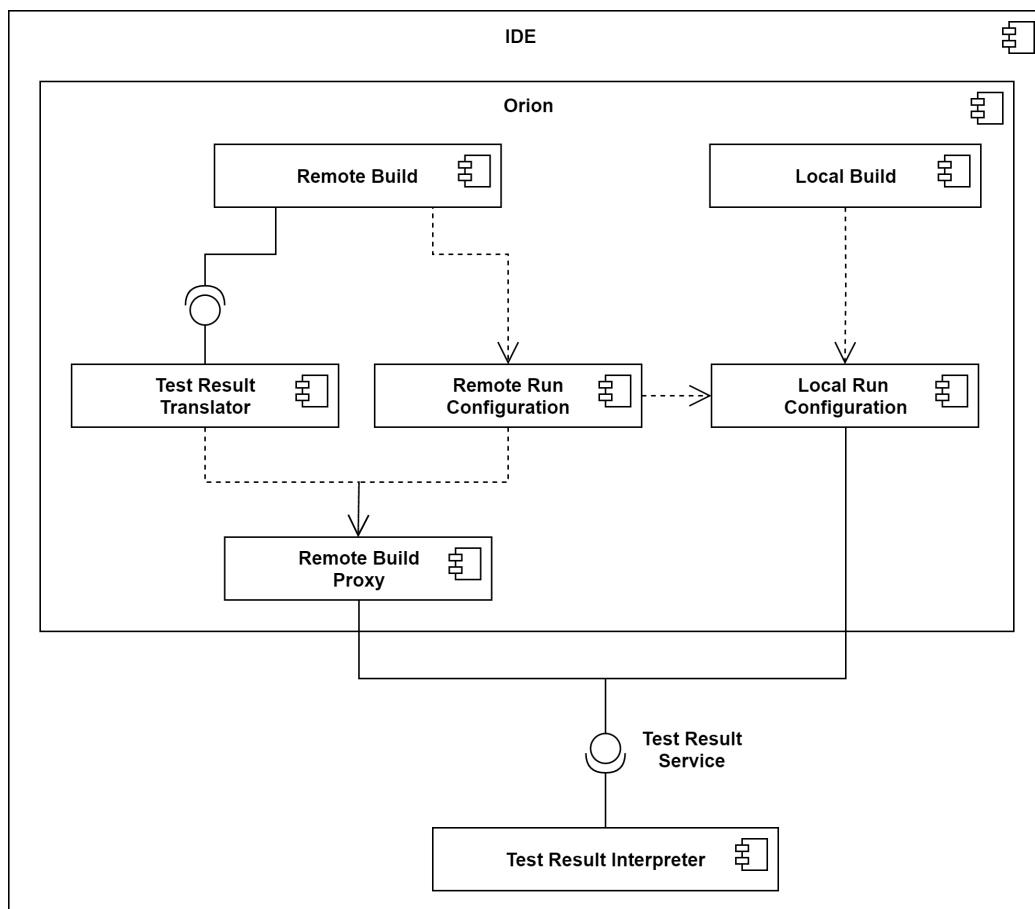 IDE
Orion
Remote Build
Local Build
Test Result
Translator
Remote Run
Configuration
Local Run
Configuration
Remote Build
Proxy
Test Result
Service
Test Result Interpreter